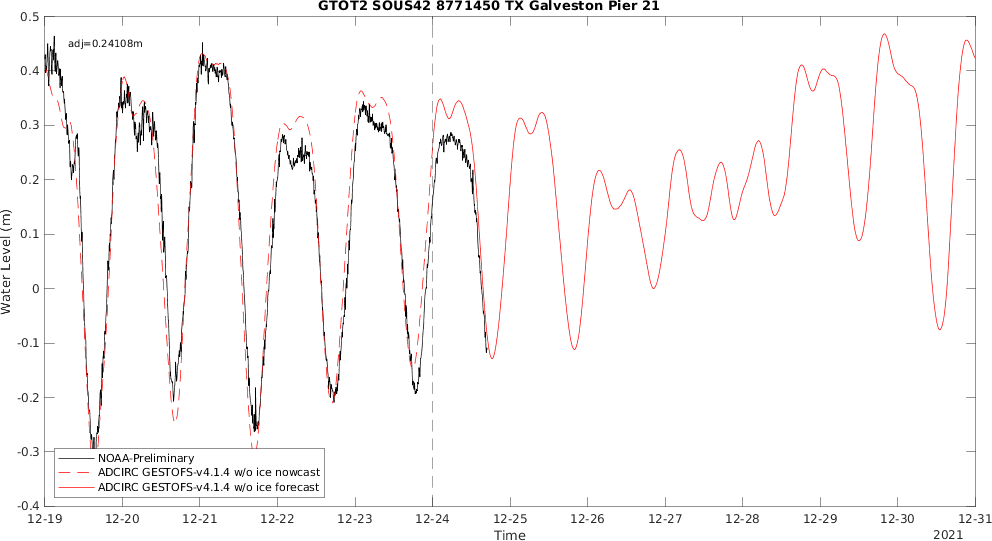 GTOT2 SOUS42 8771450 TX Galveston Pier 21
adj=0.24108m
0.5
0.4
0.3
0.2
0.1
0
-0.1
-0.2
-0.3
-0.4
Water Level (m)
NOAA-Preliminary
ADCIRC GESTOFS-v4.1.4 w/o ice nowcast
ADCIRC GESTOFS-v4.1.4 w/o ice forecast
12-19 12-20 12-21 12-22 12-23 12-24 12-25 12-26 12-27 12-28 12-29 12-30 12-31
Time
2021